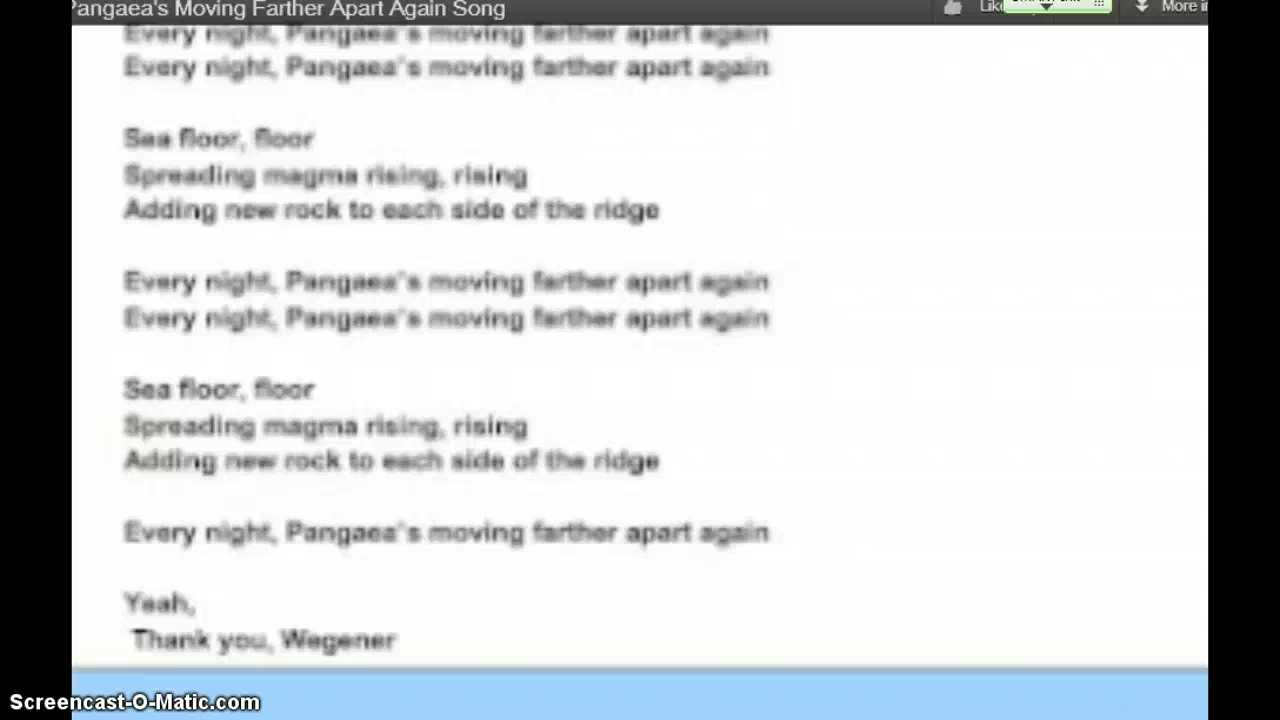 Pangaea's Moving Farther Apart Again Song
More in
Every night, Pangaea's moving farther apart again
Every night, Pangaea's moving farther apart again
Sea floor, floor
Spreading magma rising, rising
Adding new rock to each side of the ridge
Every night, Pangaea's moving farther apart again
Every night, Pangaea's moving farther apart again
Sea floor, floor
Spreading magma rising, rising
Adding new rock to each side of the ridge
Every night, Pangaea's moving farther apart again
Yeah,
Thank you, Wegener
Screencast-O-Matic.com